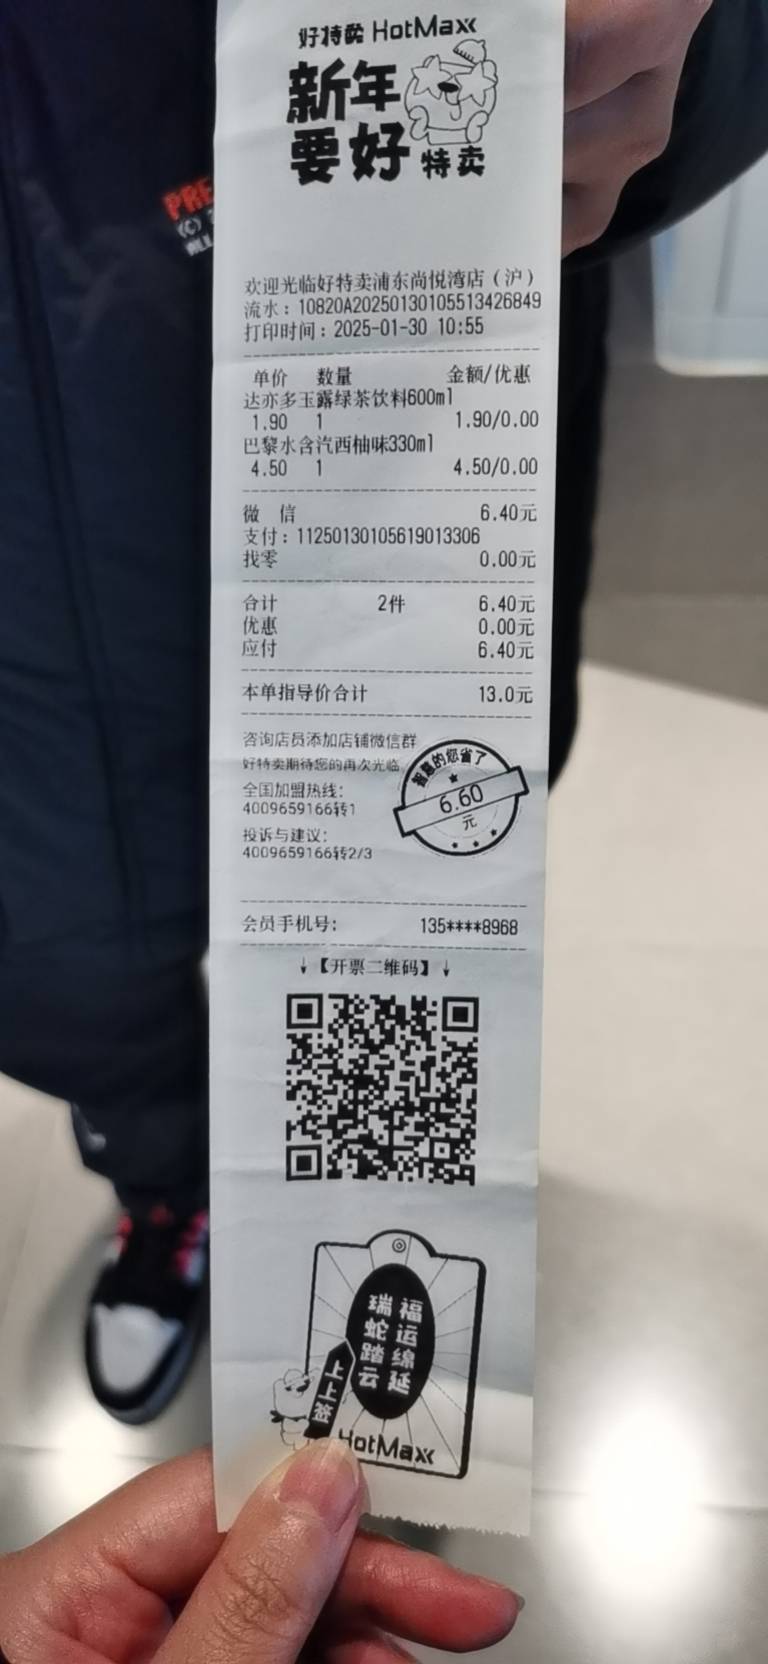 好特卖 HotMaxx
新年
要好特卖
PRE
(C)
欢迎光临好特卖浦东尚悦湾店（沪）
流水：10820A20250130105513426849
打印时间：2025-01-30 10:55
单价 数量 金额/优惠
达亦多玉露绿茶饮料600ml
1.90 1 1.90/0.00
巴黎水含汽西柚味330ml
4.50 1 4.50/0.00
微 信 6.40元
支付：11250130105619013306
找零 0.00元
合计 2件 6.40元
优惠 0.00元
应付 6.40元
本单指导价合计 13.0元
咨询店员添加店铺微信群
好特卖期待您的再次光临
全国加盟热线：
4009659166转1
投诉与建议：
4009659166转2/3
智慧的您省了
6.60
元
会员手机号： 135****8968
↓【开票二维码】↓
福运绵延
瑞蛇踏云
上上签
HotMaxx